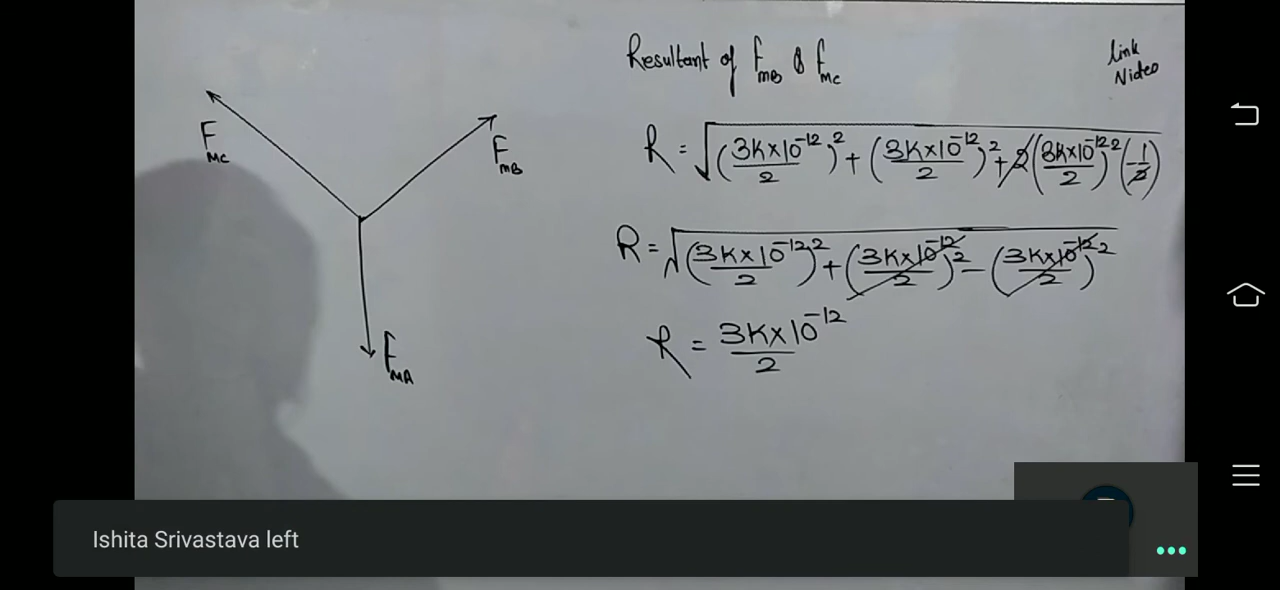 Resultant of F_MB & F_MC
Link
Video
F_MC
F_MB
F_MA
R = √((3K×10^-12/2)^2 + (3K×10^-12/2)^2 + 2(3K×10^-12/2)^2(-1/2))
R = √((3K×10^-12/2)^2 + (3K×10^-12/2)^2 - (3K×10^-12/2)^2)
R = 3K×10^-12/2
Ishita Srivastava left